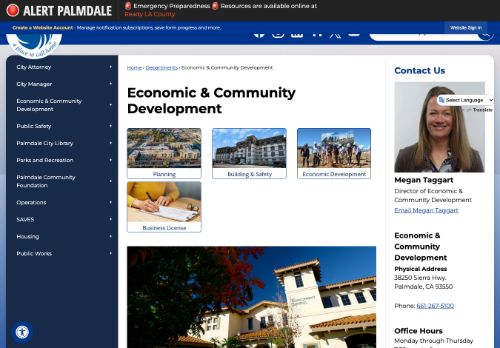 ALERT PALMDALE
🚨 Emergency Preparedness 🚨 Resources are available online at
Ready LA County.
Create a Website Account - Manage notification subscriptions, save form progress and more.
Website Sign In
a place to call home
City Attorney
City Manager
Economic & Community
Development
Public Safety
Palmdale City Library
Parks and Recreation
Palmdale Community
Foundation
Operations
SAVES
Housing
Public Works
Home › Departments › Economic & Community Development
Economic & Community
Development
Planning
Building & Safety
Economic Development
Business License
Contact Us
Select Language
Translate
Megan Taggart
Director of Economic &
Community Development
Email Megan Taggart
Economic &
Community
Development
Physical Address
38250 Sierra Hwy.
Palmdale, CA 93550
Phone: 661-267-5100
Office Hours
Monday through Thursday